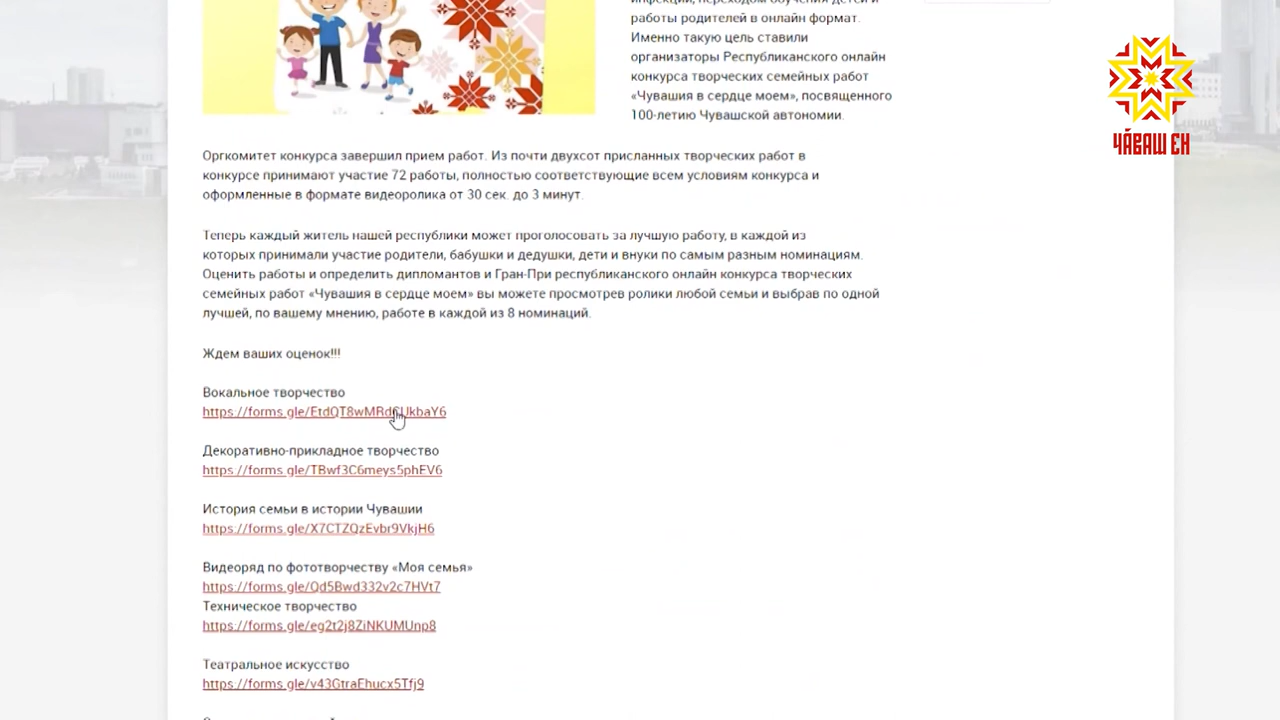 инфекции, переходом обучения детей и
работы родителей в онлайн формат.
Именно такую цель ставили
организаторы Республиканского онлайн
конкурса творческих семейных работ
«Чувашия в сердце моем», посвященного
100-летию Чувашской автономии.
ЧӐВАШ ЕН
Оргкомитет конкурса завершил прием работ. Из почти двухсот присланных творческих работ в
конкурсе принимают участие 72 работы, полностью соответствующие всем условиям конкурса и
оформленные в формате видеоролика от 30 сек. до 3 минут.
Теперь каждый житель нашей республики может проголосовать за лучшую работу, в каждой из
которых принимали участие родители, бабушки и дедушки, дети и внуки по самым разным номинациям.
Оценить работы и определить дипломантов и Гран-При республиканского онлайн конкурса творческих
семейных работ «Чувашия в сердце моем» вы можете просмотрев ролики любой семьи и выбрав по одной
лучшей, по вашему мнению, работе в каждой из 8 номинаций.
Ждем ваших оценок!!!
Вокальное творчество
Декоративно-прикладное творчество
https://forms.gle/TBwf3C6meys5phEV6
История семьи в истории Чувашии
https://forms.gle/X7CTZQzEvbr9VkjH6
Видеоряд по фототворчеству «Моя семья»
https://forms.gle/Qd5Bwd332v2c7HVt7
Техническое творчество
https://forms.gle/eg2t2j8ZiNKUMUnp8
Театральное искусство
https://forms.gle/v43GtraEhucx5Tfj9